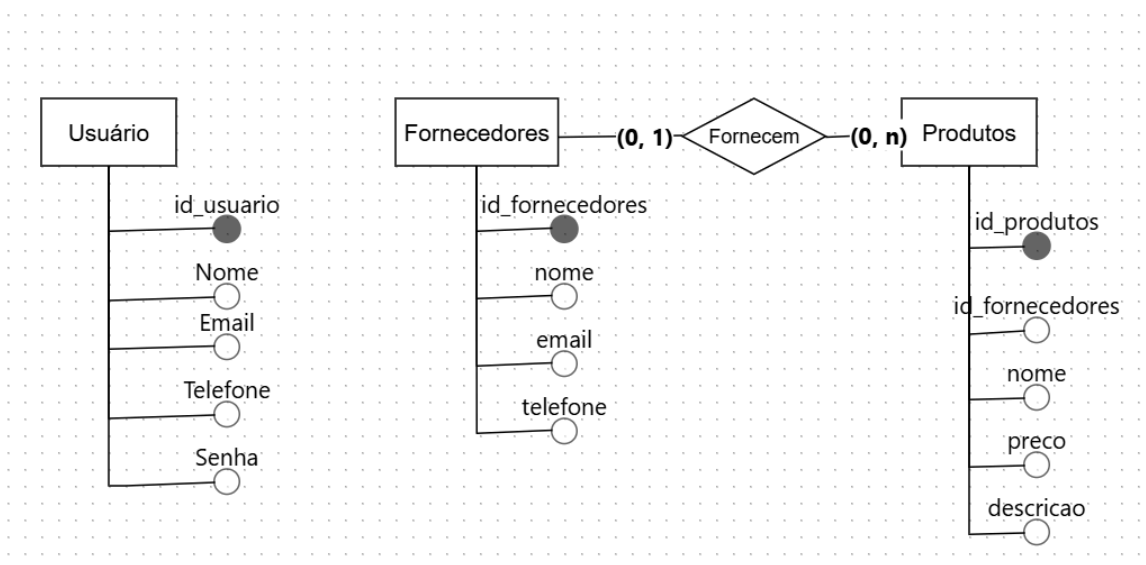 Usuário
id_usuario
Nome
Email
Telefone
Senha
Fornecedores
id_fornecedores
nome
email
telefone
(0, 1)
Fornecem
(0, n)
Produtos
id_produtos
id_fornecedores
nome
preco
descricao